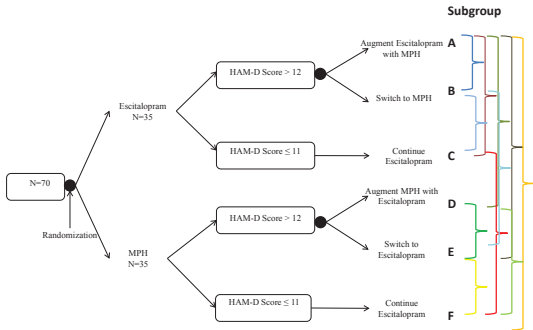 Subgroup
Augment Escitalopram
with MPH
A
HAM-D Score > 12
Switch to MPH
B
Escitalopram
N=35
HAM-D Score ≤ 11
Continue
Escitalopram
C
N=70
Randomization
Augment MPH with
Escitalopram
D
HAM-D Score > 12
Switch to
Escitalopram
E
MPH
N=35
HAM-D Score ≤ 11
Continue
Escitalopram
F